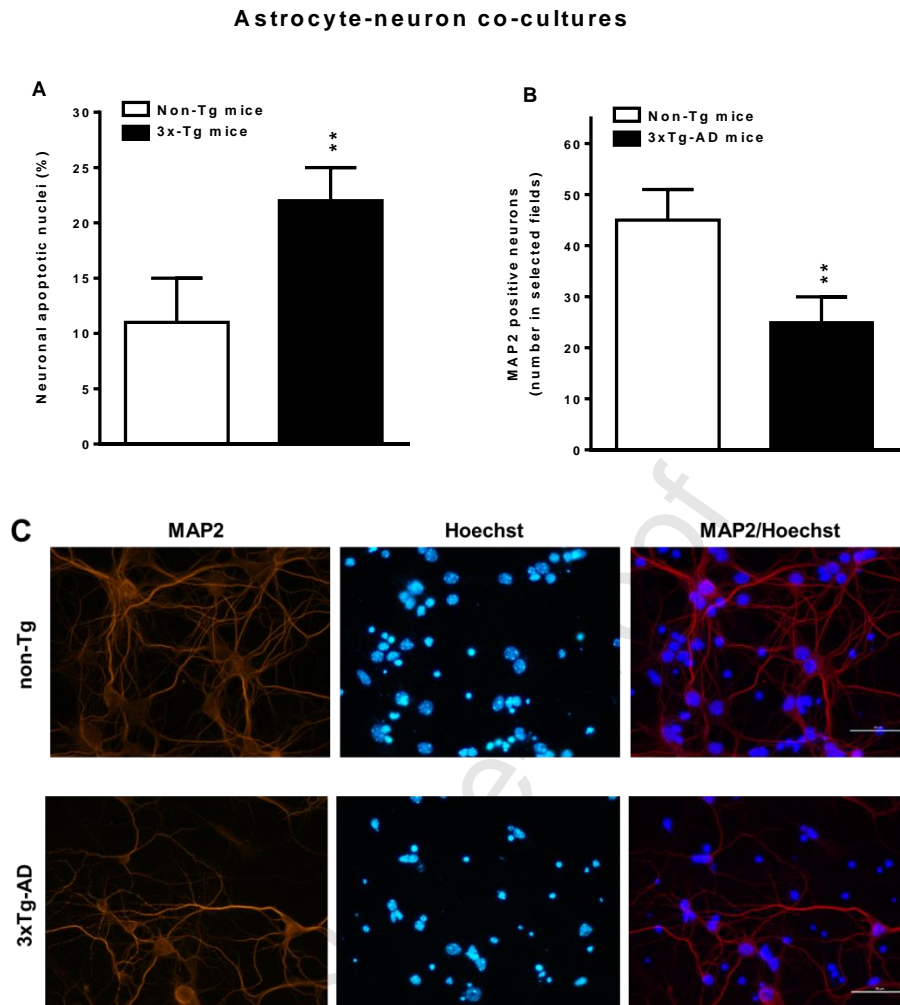 Astrocyte-neuron co-cultures
A
Non-Tg mice
3x-Tg mice
**
Neuronal apoptotic nuclei (%)
30
25
20
15
10
5
0
B
Non-Tg mice
3xTg-AD mice
**
MAP2 positive neurons
(number in selected fields)
60
50
40
30
20
10
0
C
MAP2
Hoechst
MAP2/Hoechst
non-Tg
3xTg-AD